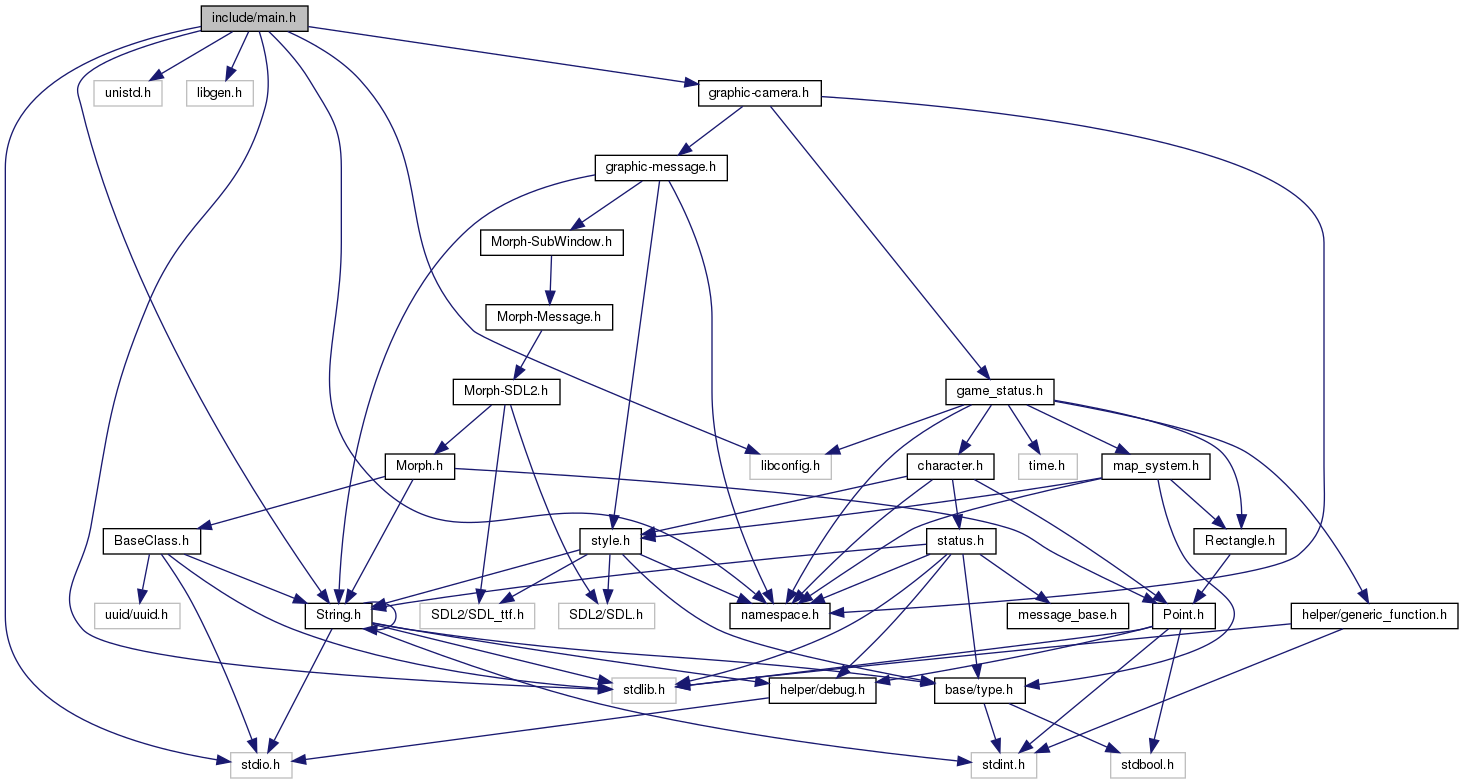 include/main.h
unistd.h
libgen.h
graphic-camera.h
graphic-message.h
Morph-SubWindow.h
Morph-Message.h
Morph-SDL2.h
game_status.h
Morph.h
libconfig.h
character.h
time.h
map_system.h
BaseClass.h
style.h
status.h
Rectangle.h
uuid/uuid.h
String.h
SDL2/SDL_ttf.h
SDL2/SDL.h
namespace.h
message_base.h
Point.h
helper/generic_function.h
stdlib.h
helper/debug.h
base/type.h
stdio.h
stdint.h
stdbool.h